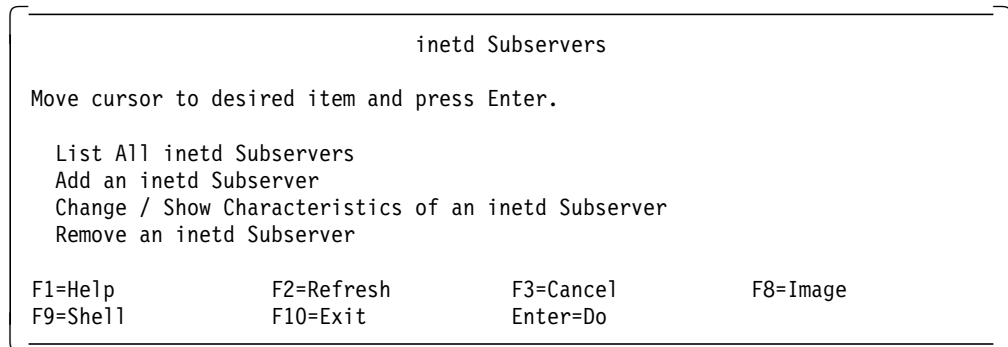 inetd Subservers
Move cursor to desired item and press Enter.
List All inetd Subservers
Add an inetd Subserver
Change / Show Characteristics of an inetd Subserver
Remove an inetd Subserver
F1=Help F2=Refresh F3=Cancel F8=Image
F9=Shell F10=Exit Enter=Do